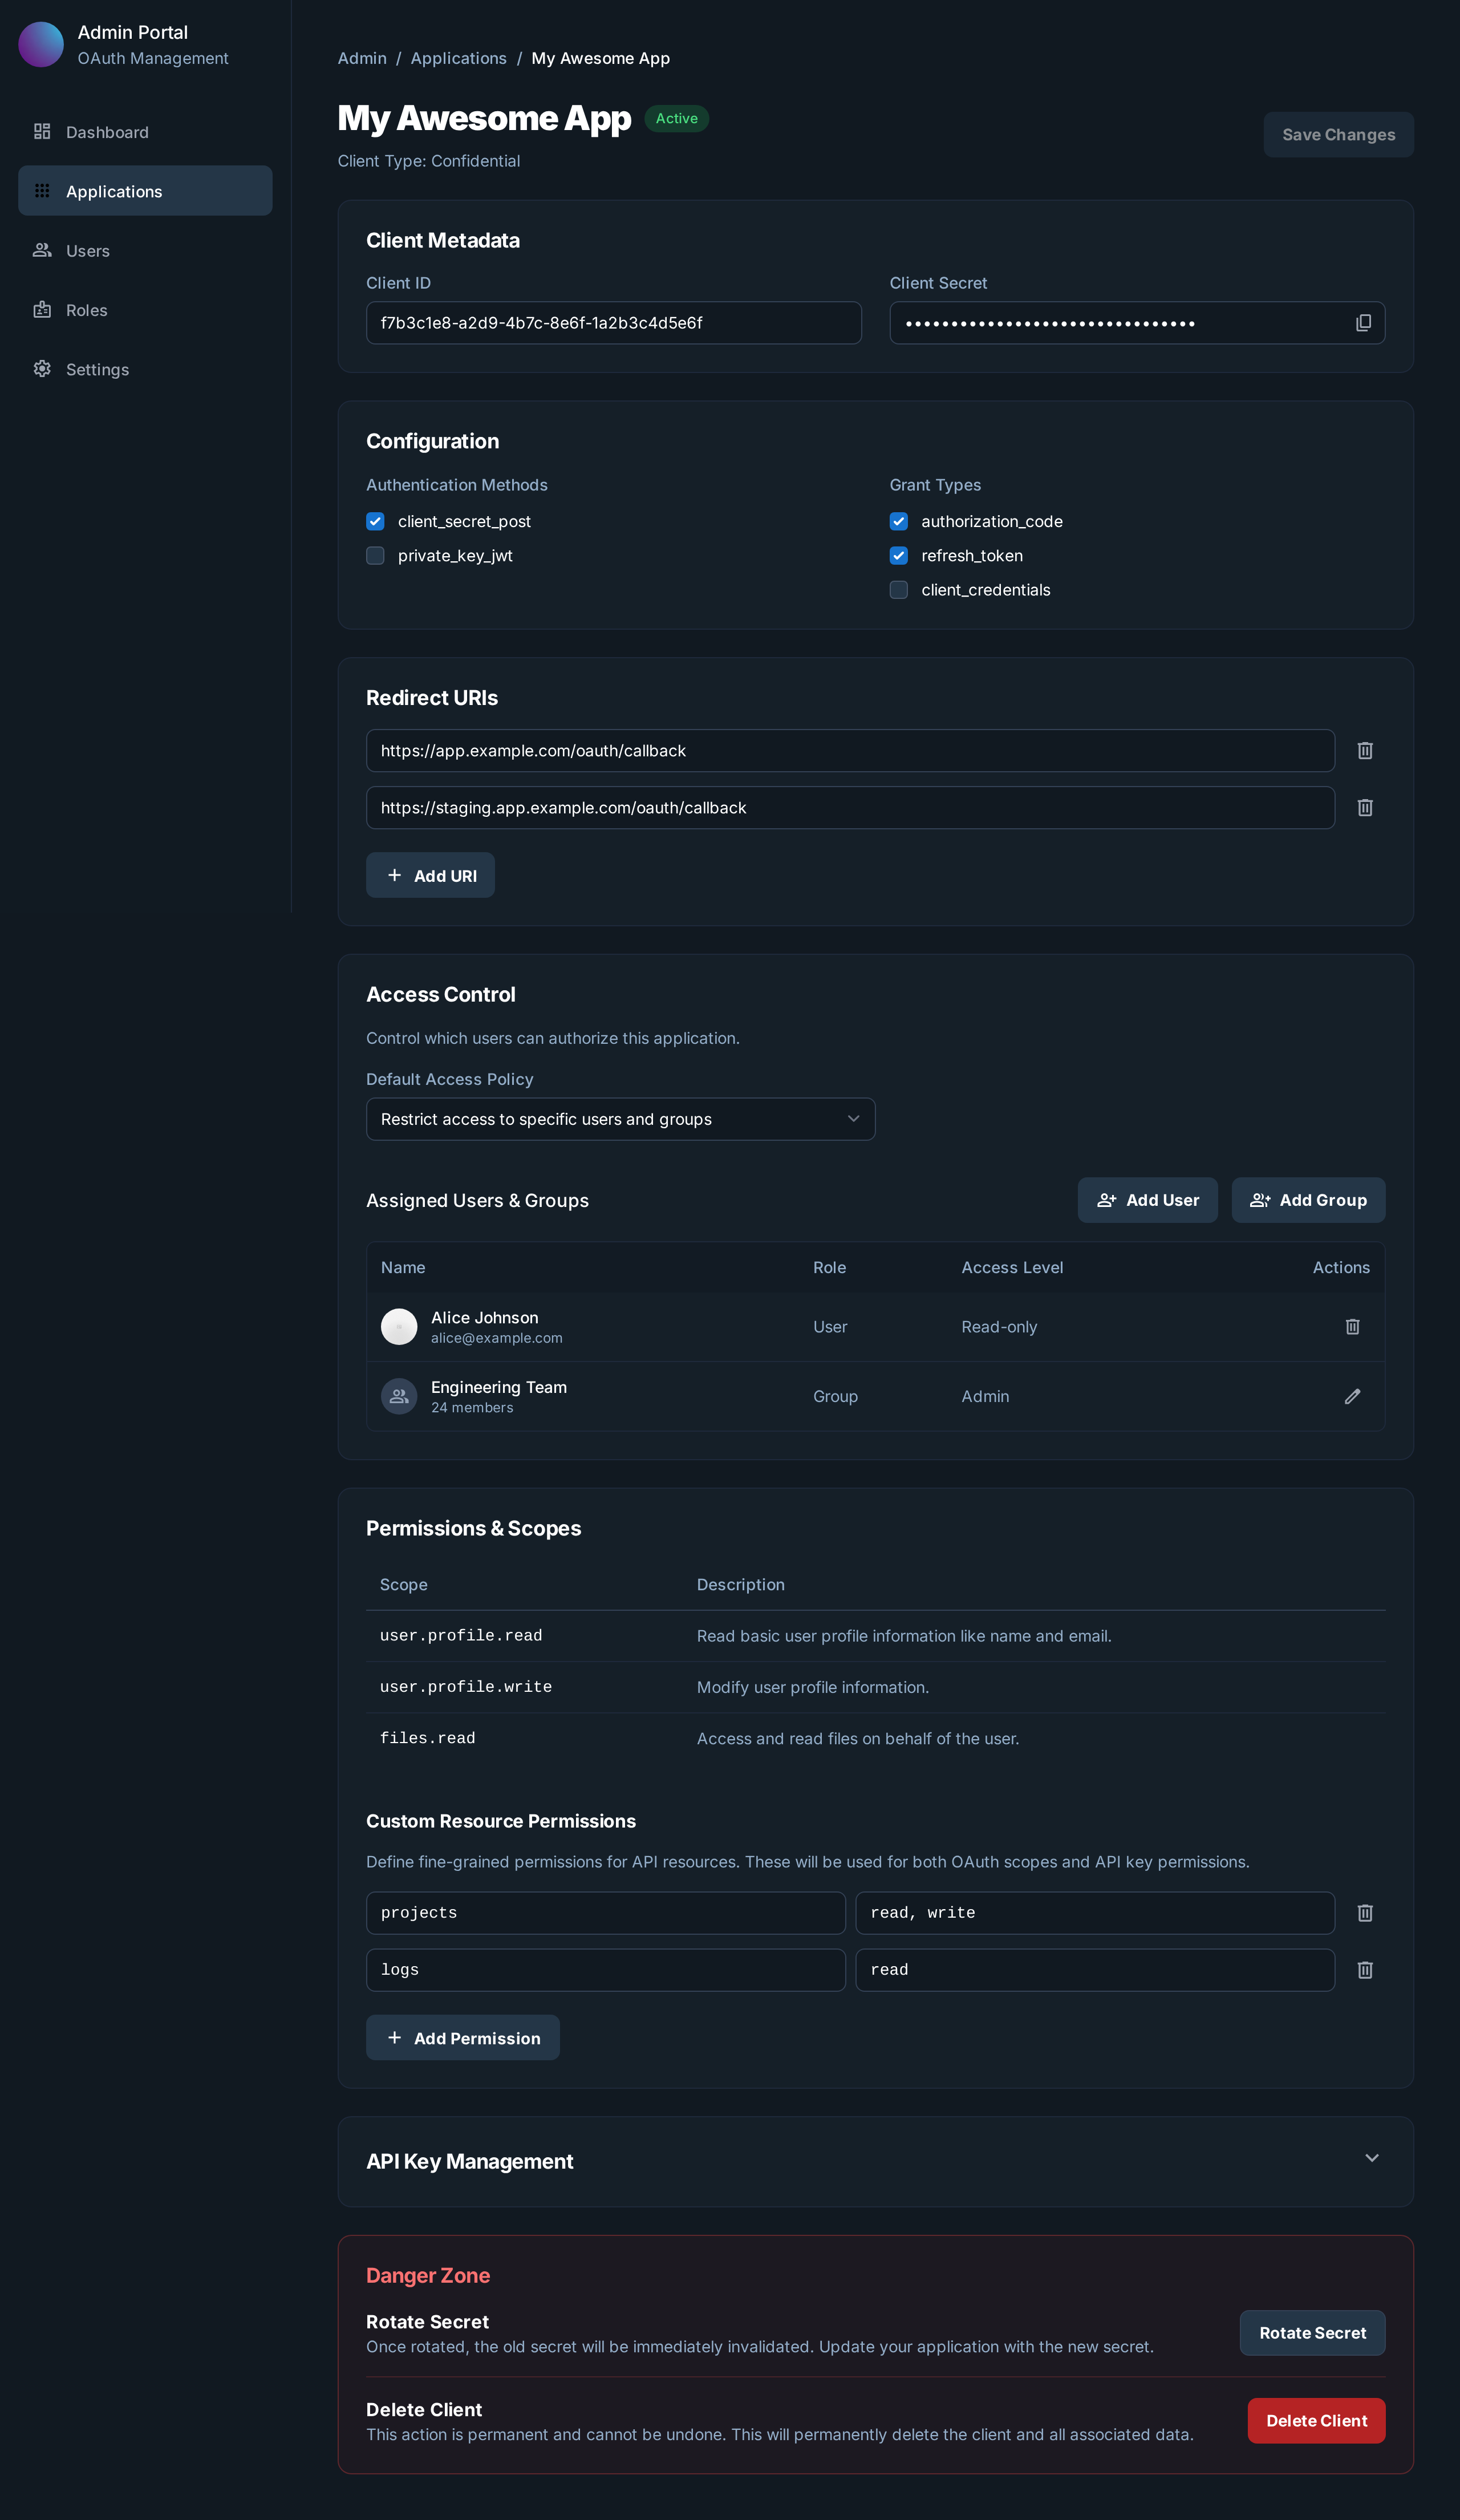 Admin Portal
OAuth Management
Dashboard
Applications
Users
Roles
Settings
Admin / Applications / My Awesome App
My Awesome App Active
Client Type: Confidential
Save Changes
Client Metadata
Client ID
f7b3c1e8-a2d9-4b7c-8e6f-1a2b3c4d5e6f
Client Secret
••••••••••••••••••••••••••••••••
Configuration
Authentication Methods
client_secret_post
private_key_jwt
Grant Types
authorization_code
refresh_token
client_credentials
Redirect URIs
https://app.example.com/oauth/callback
https://staging.app.example.com/oauth/callback
Add URI
Access Control
Control which users can authorize this application.
Default Access Policy
Restrict access to specific users and groups
Assigned Users & Groups Add User Add Group
Name Role Access Level Actions
Alice Johnson
alice@example.com
User Read-only
Engineering Team
24 members
Group Admin
Permissions & Scopes
Scope Description
user.profile.read Read basic user profile information like name and email.
user.profile.write Modify user profile information.
files.read Access and read files on behalf of the user.
Custom Resource Permissions
Define fine-grained permissions for API resources. These will be used for both OAuth scopes and API key permissions.
projects read, write
logs read
Add Permission
API Key Management
Danger Zone
Rotate Secret
Once rotated, the old secret will be immediately invalidated. Update your application with the new secret.
Rotate Secret
Delete Client
This action is permanent and cannot be undone. This will permanently delete the client and all associated data.
Delete Client